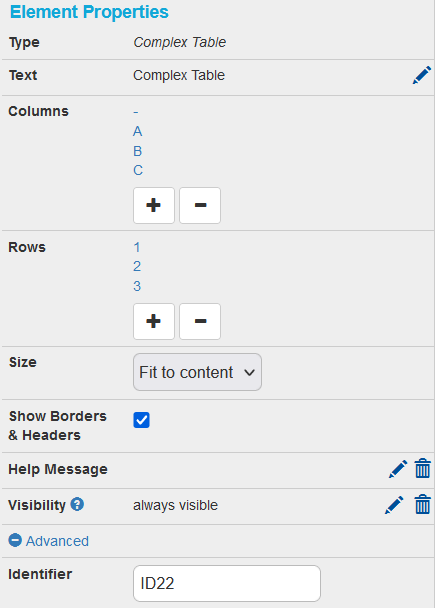 Element Properties
Type Complex Table
Text Complex Table
Columns -
A
B
C
+ -
Rows 1
2
3
+ -
Size Fit to content
Show Borders
& Headers
Help Message
Visibility ? always visible
Advanced
Identifier ID22